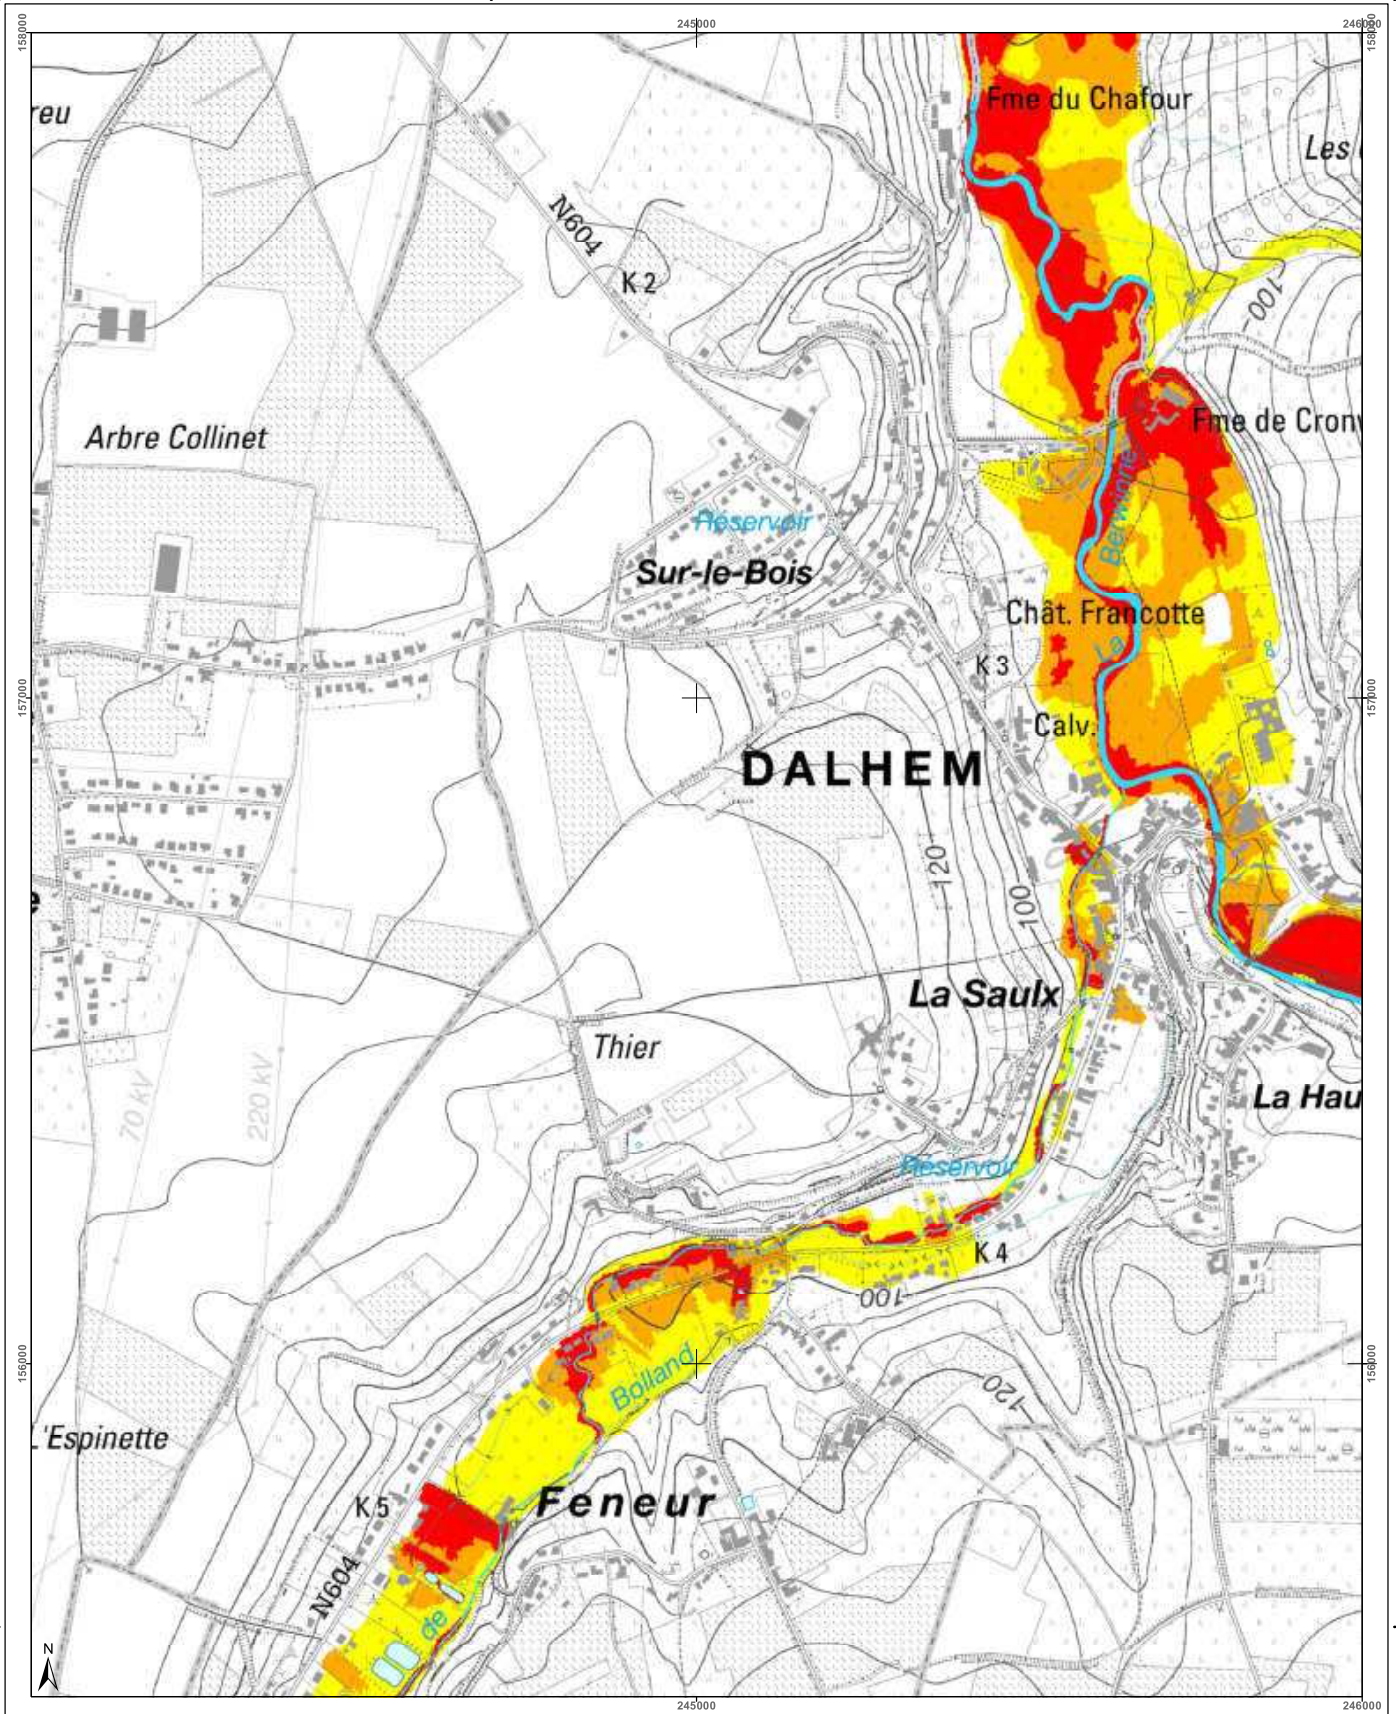 245000
246000
158000
158000
Fme du Chafour
reu
Les
N604
K 2
100
Fme de Cron
Arbre Collinet
Berwinne
Réservoir
Sur-le-Bois
Chât. Francotte
La
K 3
157000
157000
Calv.
DALHEM
120
100
e
La Saulx
Thier
70 kV
220 kV
La Hau
Réservoir
K 4
100
156000
156000
Bolland
120
L'Espinette
Feneur
K 5
N604
de
N
245000
246000